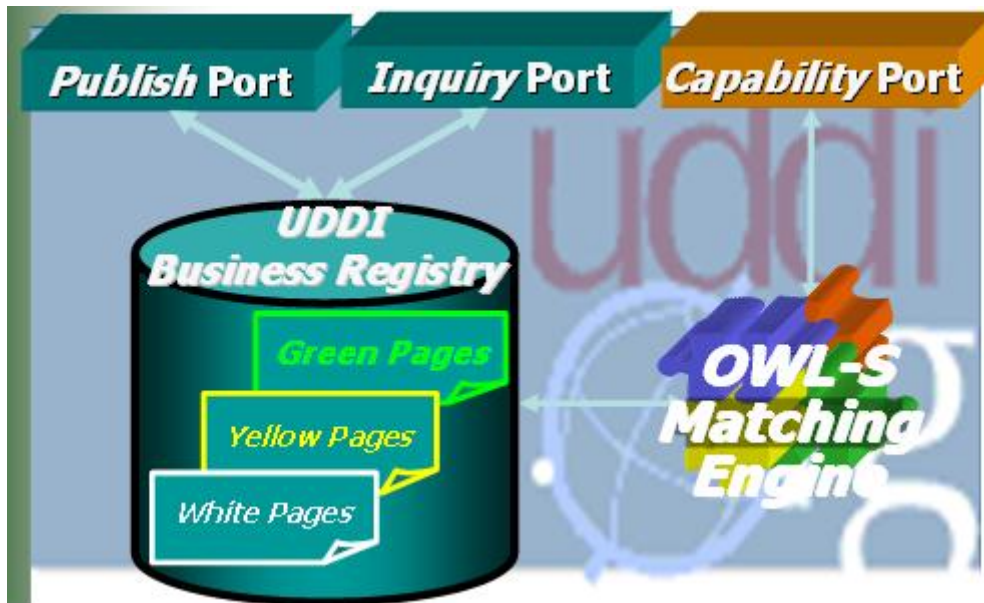 Publish Port
Inquiry Port
Capability Port
uddi
UDDI
Business Registry
Green Pages
Yellow Pages
White Pages
OWL-S
Matching
Engine